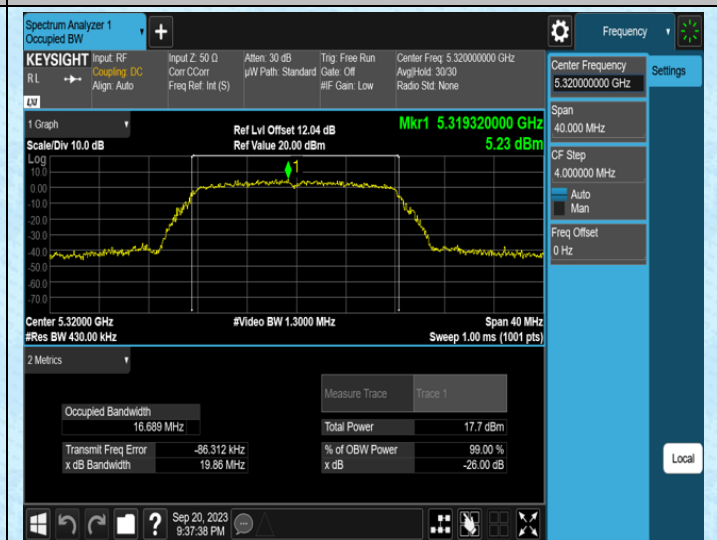 Spectrum Analyzer 1
Occupied BW
Frequency
KEYSIGHT
R L
Input: RF
Coupling: DC
Align: Auto
Input Z: 50 Ω
Corr CCorr
Freq Ref: Int (S)
Atten: 30 dB
µW Path: Standard
Trig: Free Run
Gate: Off
#IF Gain: Low
Center Freq: 5.320000000 GHz
Avg|Hold: 30/30
Radio Std: None
Center Frequency
5.320000000 GHz
Settings
Span
40.000 MHz
CF Step
4.000000 MHz
Auto
Man
Freq Offset
0 Hz
1 Graph
Scale/Div 10.0 dB
Ref Lvl Offset 12.04 dB
Ref Value 20.00 dBm
Mkr1 5.319320000 GHz
5.23 dBm
Log
10.0
0.00
-10.0
-20.0
-30.0
-40.0
-50.0
-60.0
-70.0
1
Center 5.32000 GHz
#Res BW 430.00 kHz
#Video BW 1.3000 MHz
Span 40 MHz
Sweep 1.00 ms (1001 pts)
2 Metrics
Measure Trace Trace 1
Occupied Bandwidth
16.689 MHz
Total Power 17.7 dBm
Transmit Freq Error -86.312 kHz
% of OBW Power 99.00 %
x dB Bandwidth 19.86 MHz
x dB -26.00 dB
Local
?
Sep 20, 2023
9:37:38 PM